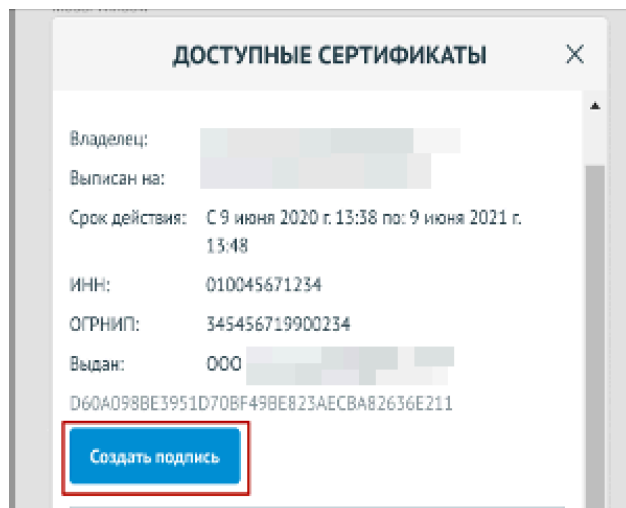 ДОСТУПНЫЕ СЕРТИФИКАТЫ
Владелец:
Выписан на:
Срок действия: С 9 июня 2020 г. 13:38 по: 9 июня 2021 г.
13:48
ИНН: 010045671234
ОГРНИП: 345456719900234
Выдан: ООО
D60A098BE3951D70BF49BE823AECBA82636E211
Создать подпись